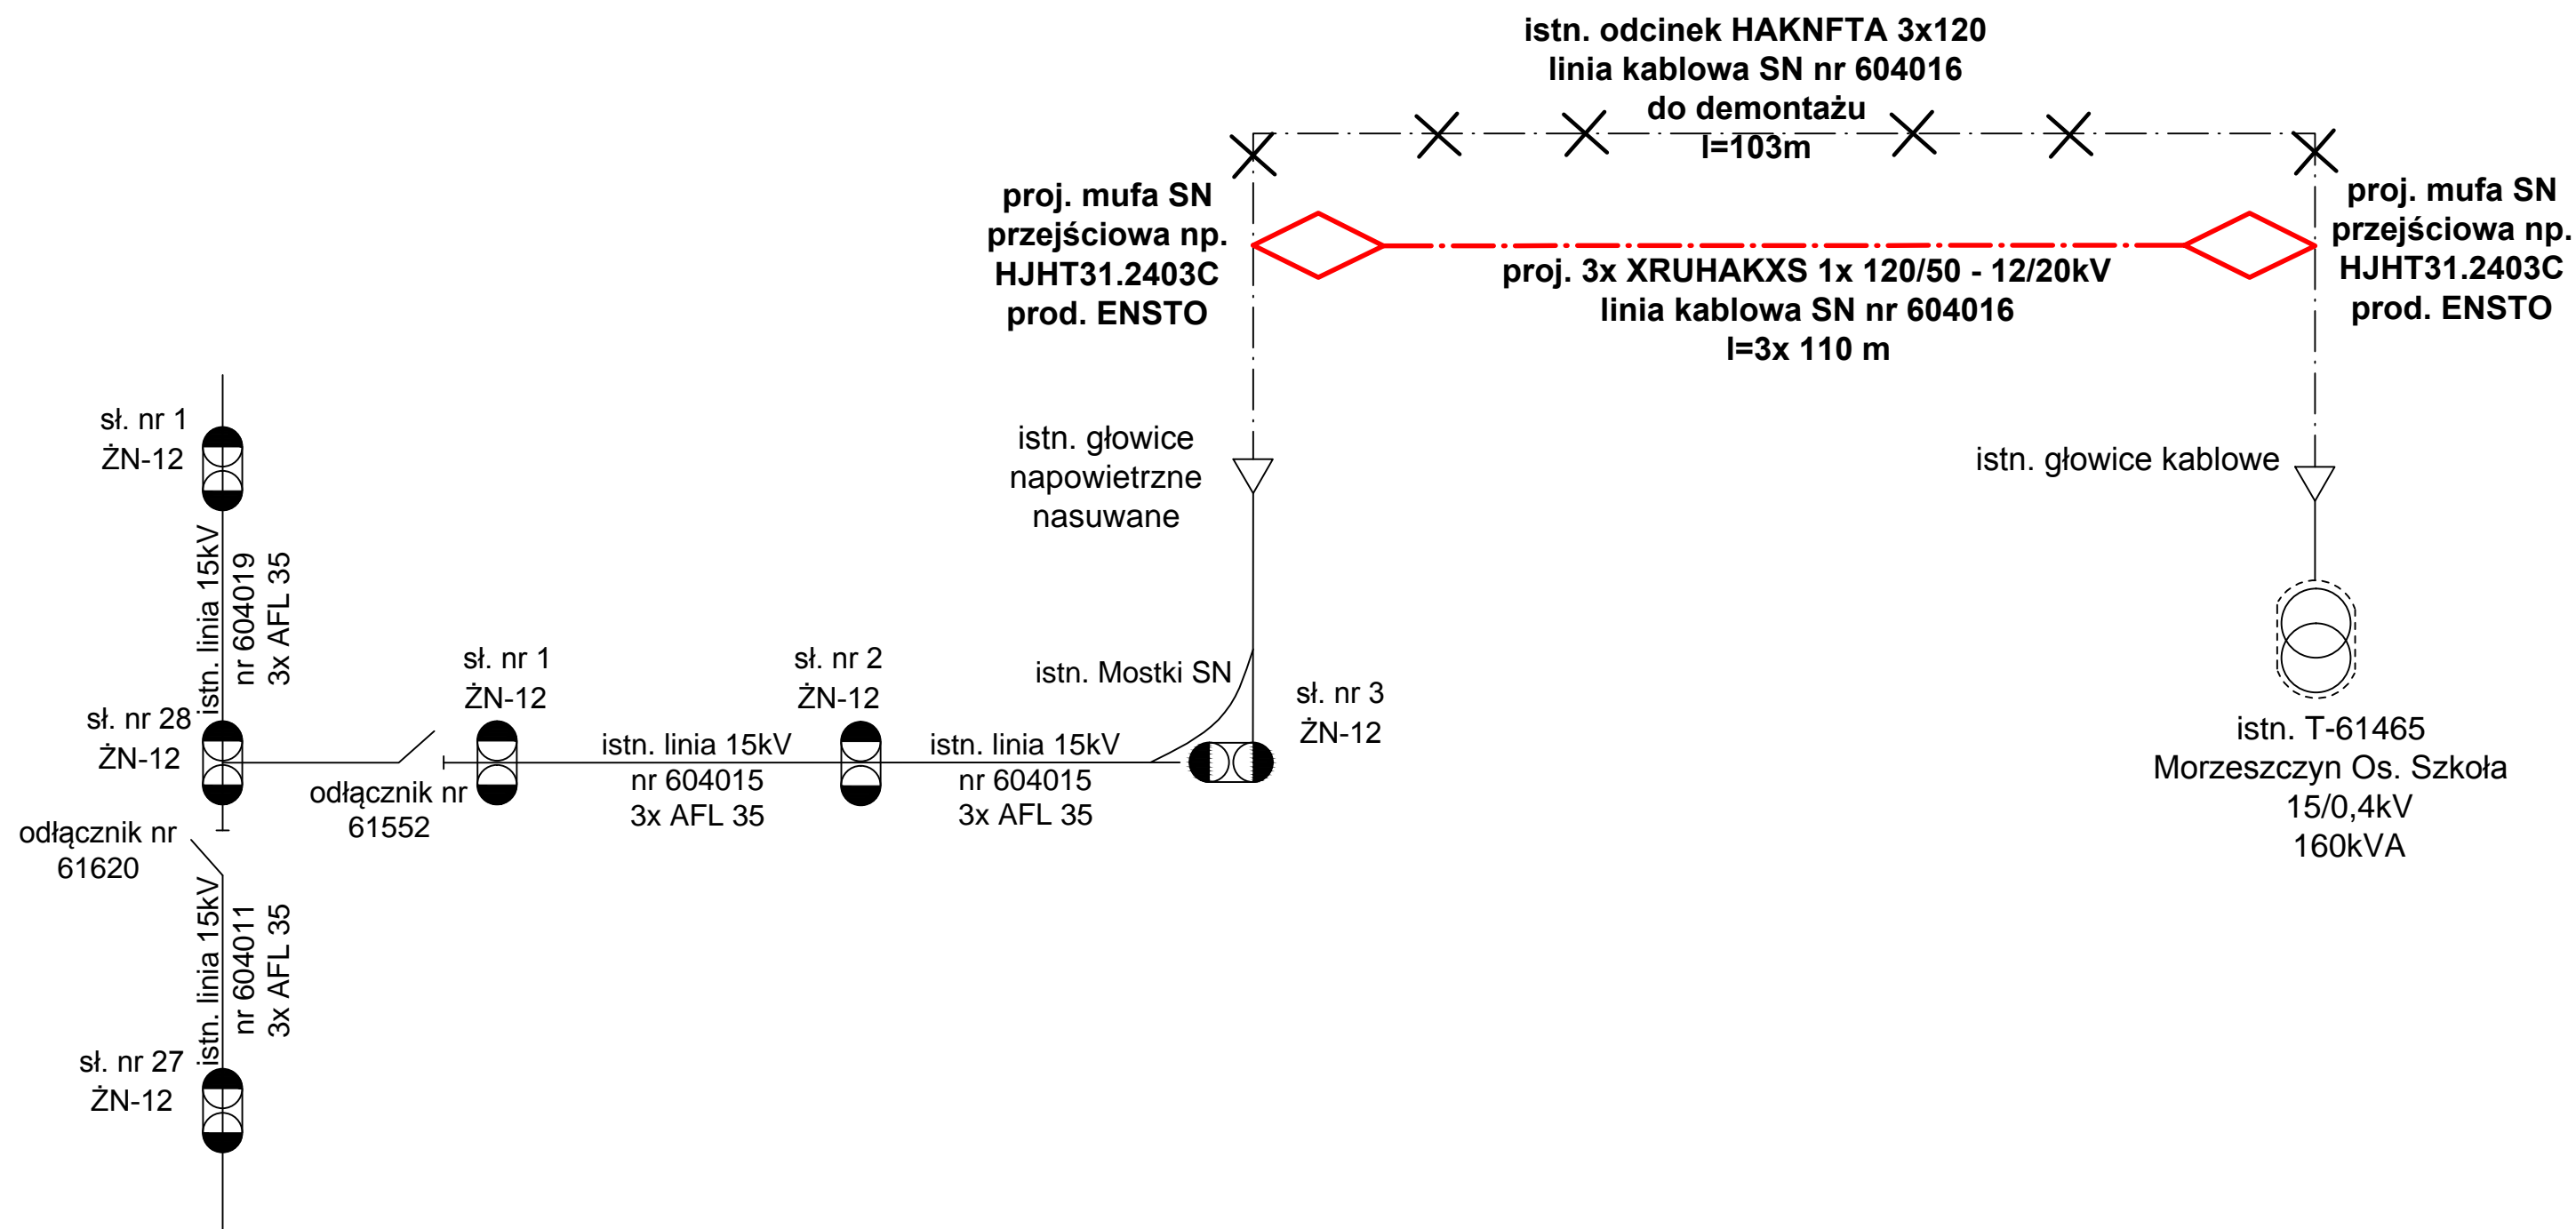 istn. odcinek HAKNFTA 3x120
linia kablowa SN nr 604016
do demontażu
l=103m
proj. mufa SN
przejściowa np.
HJHT31.2403C
prod. ENSTO
proj. mufa SN
przejściowa np.
HJHT31.2403C
prod. ENSTO
proj. 3x XRUHAKXS 1x 120/50 - 12/20kV
linia kablowa SN nr 604016
l=3x 110 m
sł. nr 1
ŻN-12
istn. głowice
napowietrzne
nasuwane
istn. głowice kablowe
istn. linia 15kV
nr 604019
3x AFL 35
sł. nr 28
ŻN-12
sł. nr 1
ŻN-12
sł. nr 2
ŻN-12
istn. Mostki SN
sł. nr 3
ŻN-12
odłącznik nr
61552
istn. linia 15kV
nr 604015
3x AFL 35
istn. linia 15kV
nr 604015
3x AFL 35
istn. T-61465
Morzeszczyn Os. Szkoła
15/0,4kV
160kVA
odłącznik nr
61620
istn. linia 15kV
nr 604011
3x AFL 35
sł. nr 27
ŻN-12